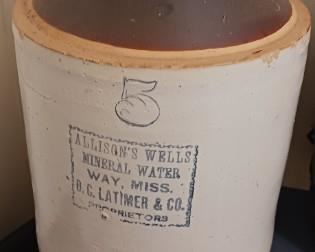 5
ALLISON'S WELLS
MINERAL WATER
WAY, MISS.
D. C. LATIMER & CO.
PROPRIETORS